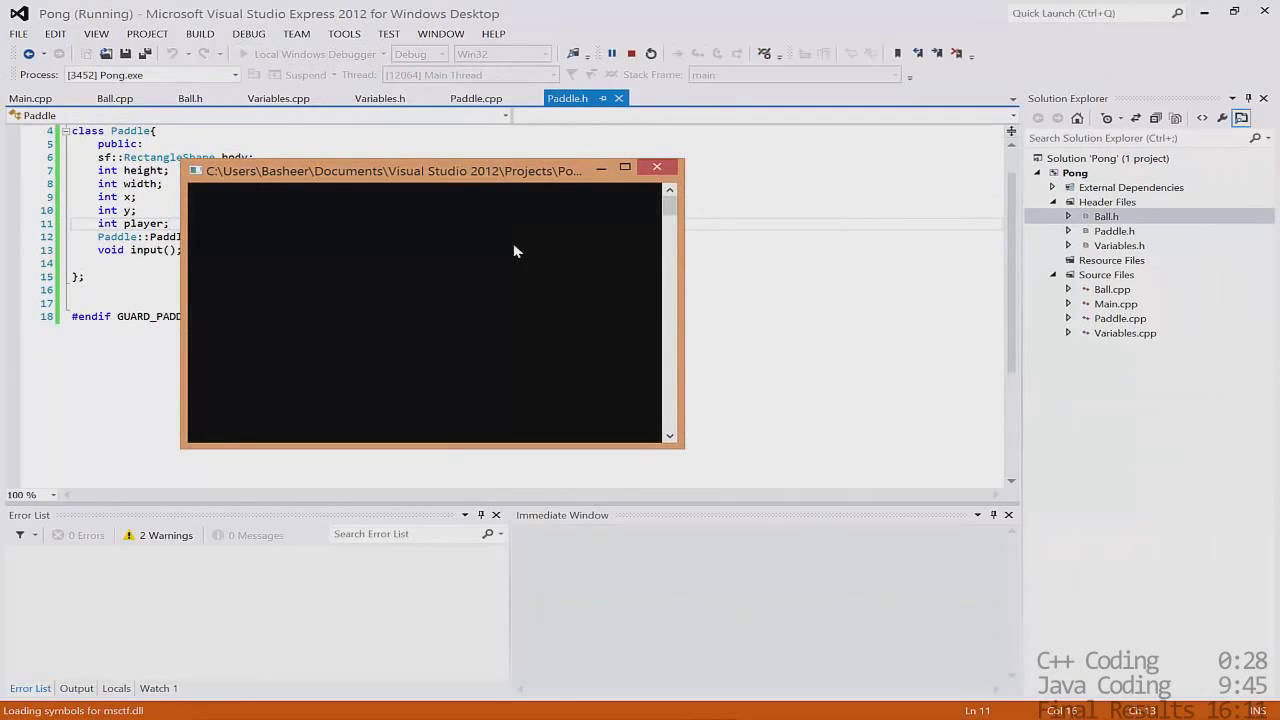 Pong (Running) - Microsoft Visual Studio Express 2012 for Windows Desktop
Quick Launch (Ctrl+Q)
FILE EDIT VIEW PROJECT BUILD DEBUG TEAM TOOLS TEST WINDOW HELP
Local Windows Debugger Debug Win32
Process: [3452] Pong.exe Suspend Thread: [12064] Main Thread Stack Frame: main
Main.cpp Ball.cpp Ball.h Variables.cpp Variables.h Paddle.cpp Paddle.h
Paddle
4 class Paddle{
5 public:
6 sf::RectangleShape body;
7 int height;
8 int width;
9 int x;
10 int y;
11 int player;
12 Paddle::Paddl
13 void input();
14
15 };
16
17
18 #endif GUARD_PADD
C:\Users\Basheer\Documents\Visual Studio 2012\Projects\Po...
100 %
Solution Explorer
Search Solution Explorer (Ctrl+;)
Solution 'Pong' (1 project)
Pong
External Dependencies
Header Files
Ball.h
Paddle.h
Variables.h
Resource Files
Source Files
Ball.cpp
Main.cpp
Paddle.cpp
Variables.cpp
Error List
0 Errors 2 Warnings 0 Messages Search Error List
Immediate Window
Error List Output Locals Watch 1
C++ Coding 0:28
Java Coding 9:45
Final Results 16:11
Loading symbols for msctf.dll
Ln 11 Col 16 Ch 13 INS